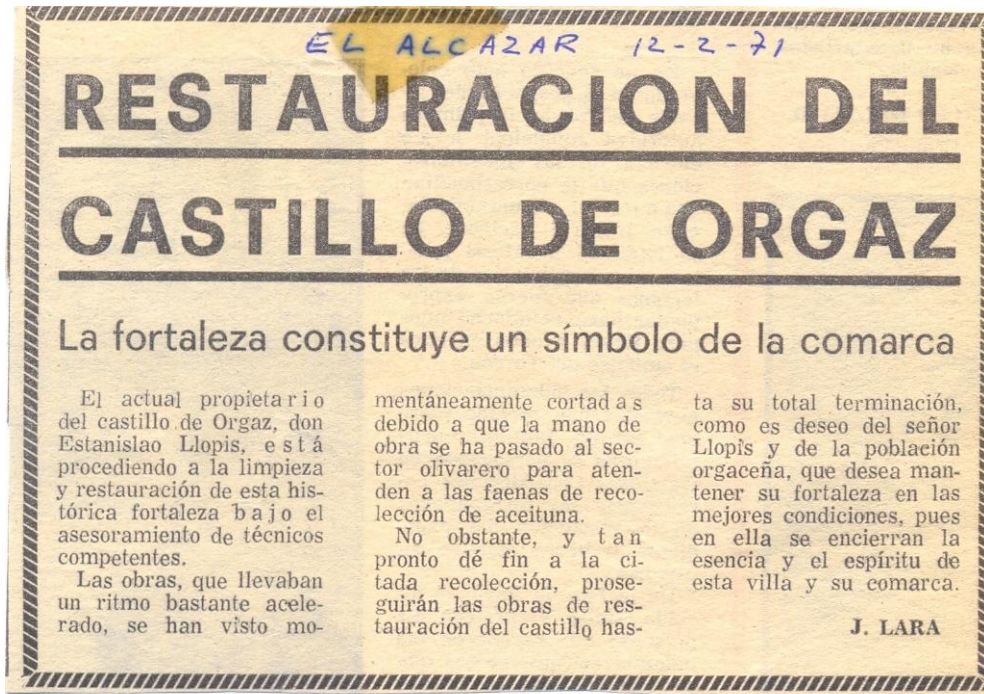 EL ALCAZAR 12-2-71
RESTAURACION DEL
CASTILLO DE ORGAZ
La fortaleza constituye un símbolo de la comarca
El actual propietario
del castillo de Orgaz, don
Estanislao Llopis, está
procediendo a la limpieza
y restauración de esta his-
tórica fortaleza bajo el
asesoramiento de técnicos
competentes.
Las obras, que llevaban
un ritmo bastante acele-
rado, se han visto mo-
mentáneamente cortadas
debido a que la mano de
obra se ha pasado al sec-
tor olivarero para aten-
den a las faenas de reco-
lección de aceituna.
No obstante, y tan
pronto dé fin a la ci-
tada recolección, prose-
guirán las obras de res-
tauración del castillo has-
ta su total terminación,
como es deseo del señor
Llopis y de la población
orgaceña, que desea man-
tener su fortaleza en las
mejores condiciones, pues
en ella se encierran la
esencia y el espíritu de
esta villa y su comarca.
J. LARA